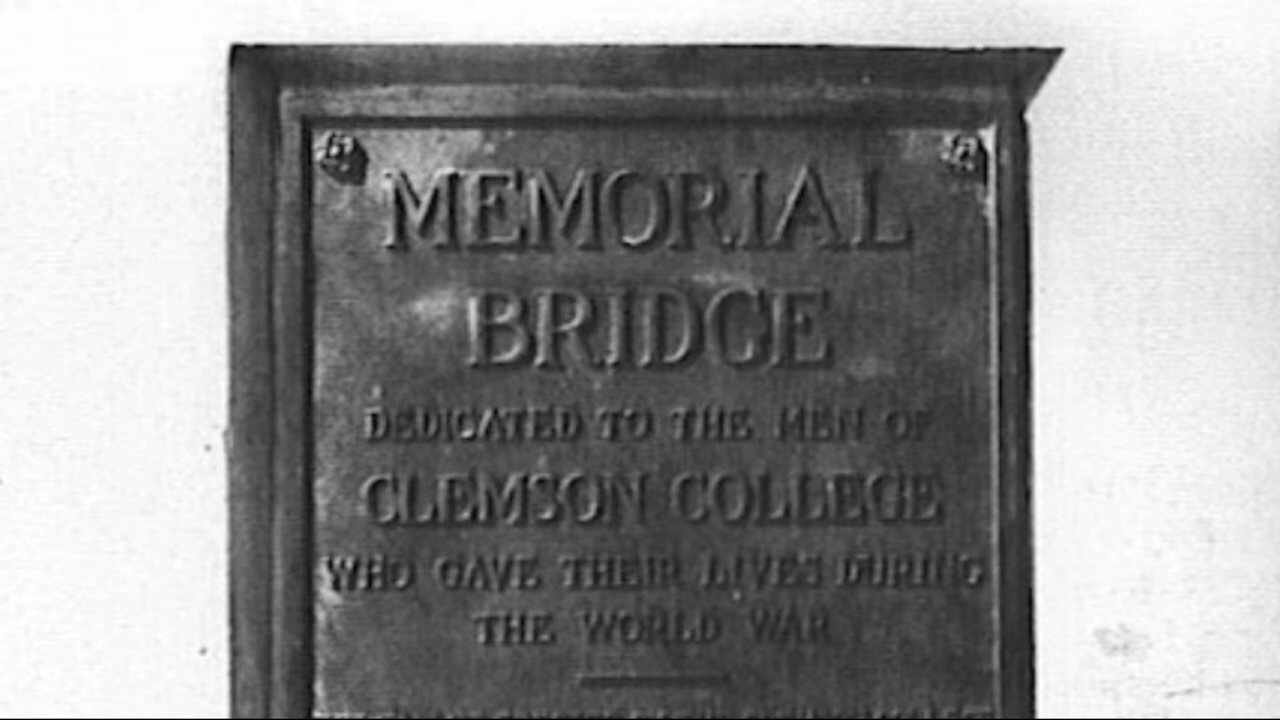 MEMORIAL
BRIDGE
DEDICATED TO THE MEN OF
CLEMSON COLLEGE
WHO GAVE THEIR LIVES DURING
THE WORLD WAR